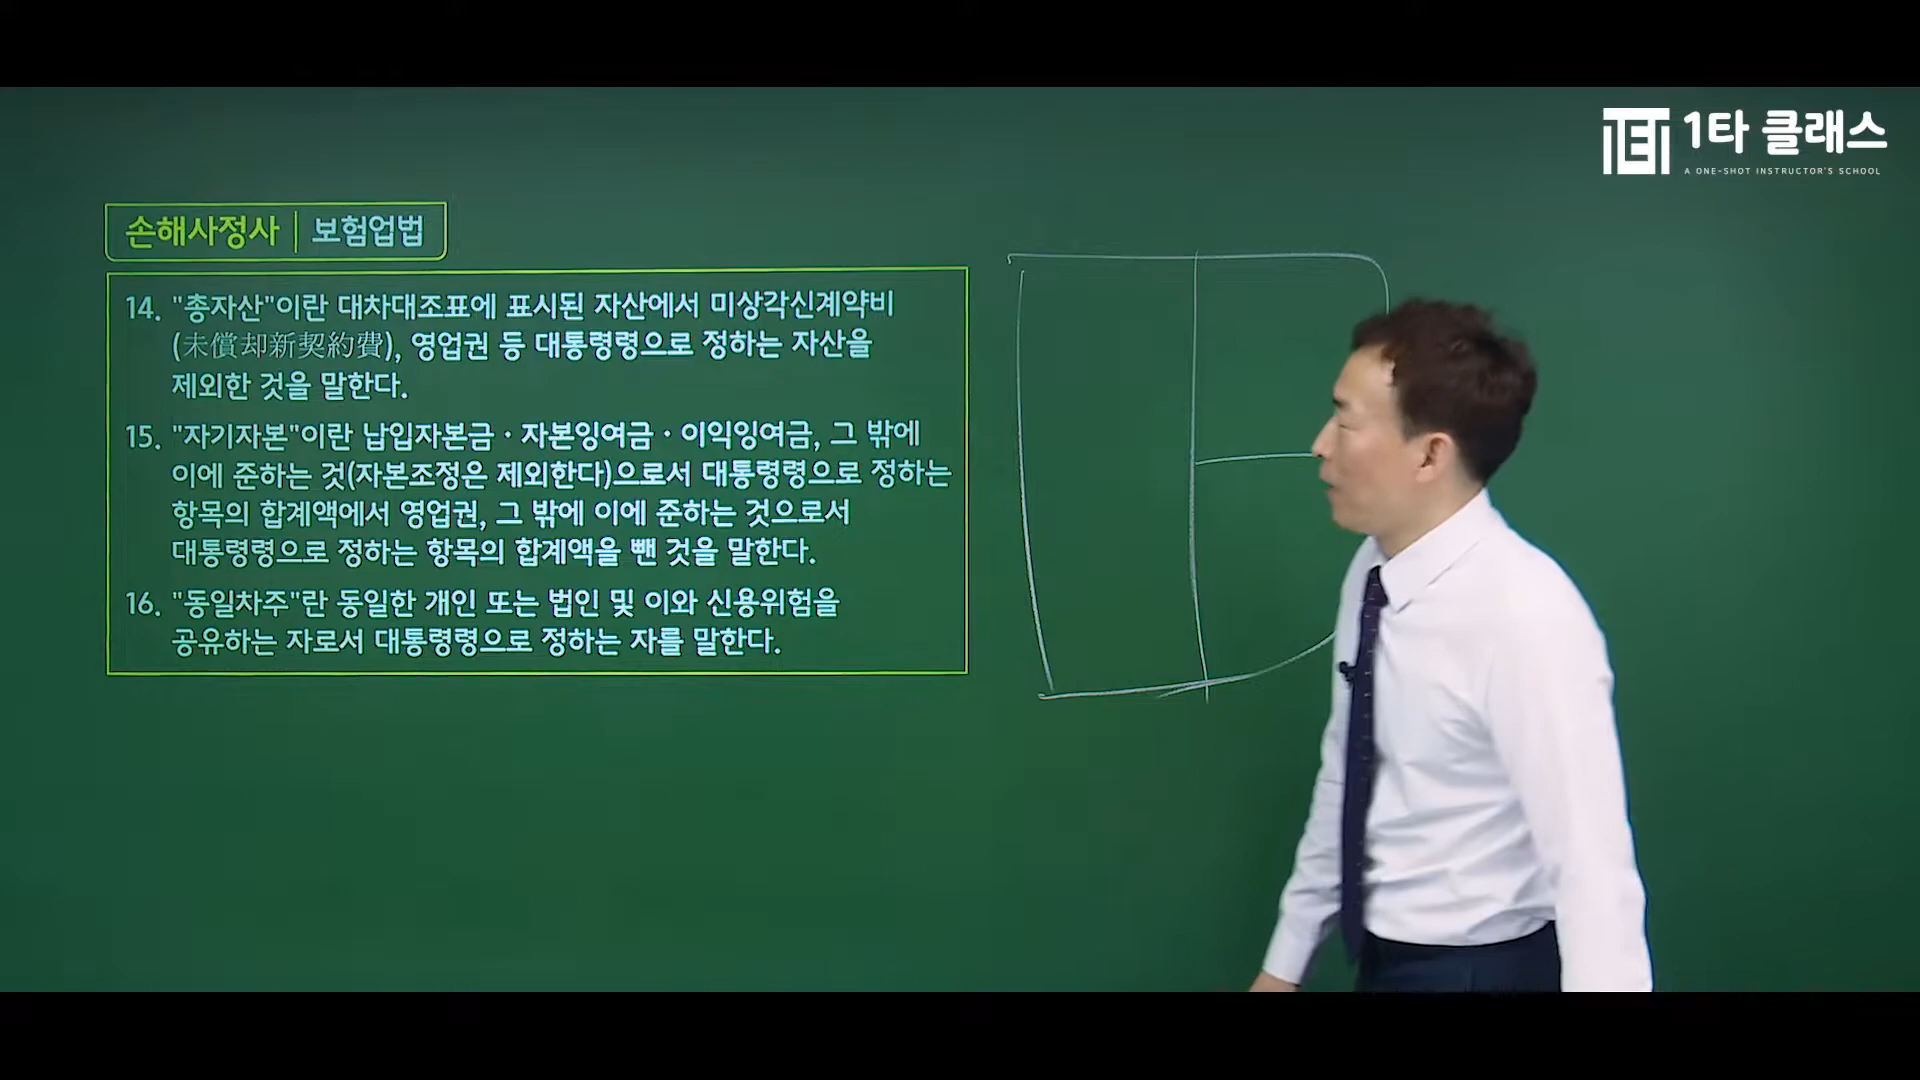 1타 클래스
A ONE-SHOT INSTRUCTOR'S SCHOOL
손해사정사 | 보험업법
14. "총자산"이란 대차대조표에 표시된 자산에서 미상각신계약비
(未償却新契約費), 영업권 등 대통령령으로 정하는 자산을
제외한 것을 말한다.
15. "자기자본"이란 납입자본금·자본잉여금·이익잉여금, 그 밖에
이에 준하는 것(자본조정은 제외한다)으로서 대통령령으로 정하는
항목의 합계액에서 영업권, 그 밖에 이에 준하는 것으로서
대통령령으로 정하는 항목의 합계액을 뺀 것을 말한다.
16. "동일차주"란 동일한 개인 또는 법인 및 이와 신용위험을
공유하는 자로서 대통령령으로 정하는 자를 말한다.